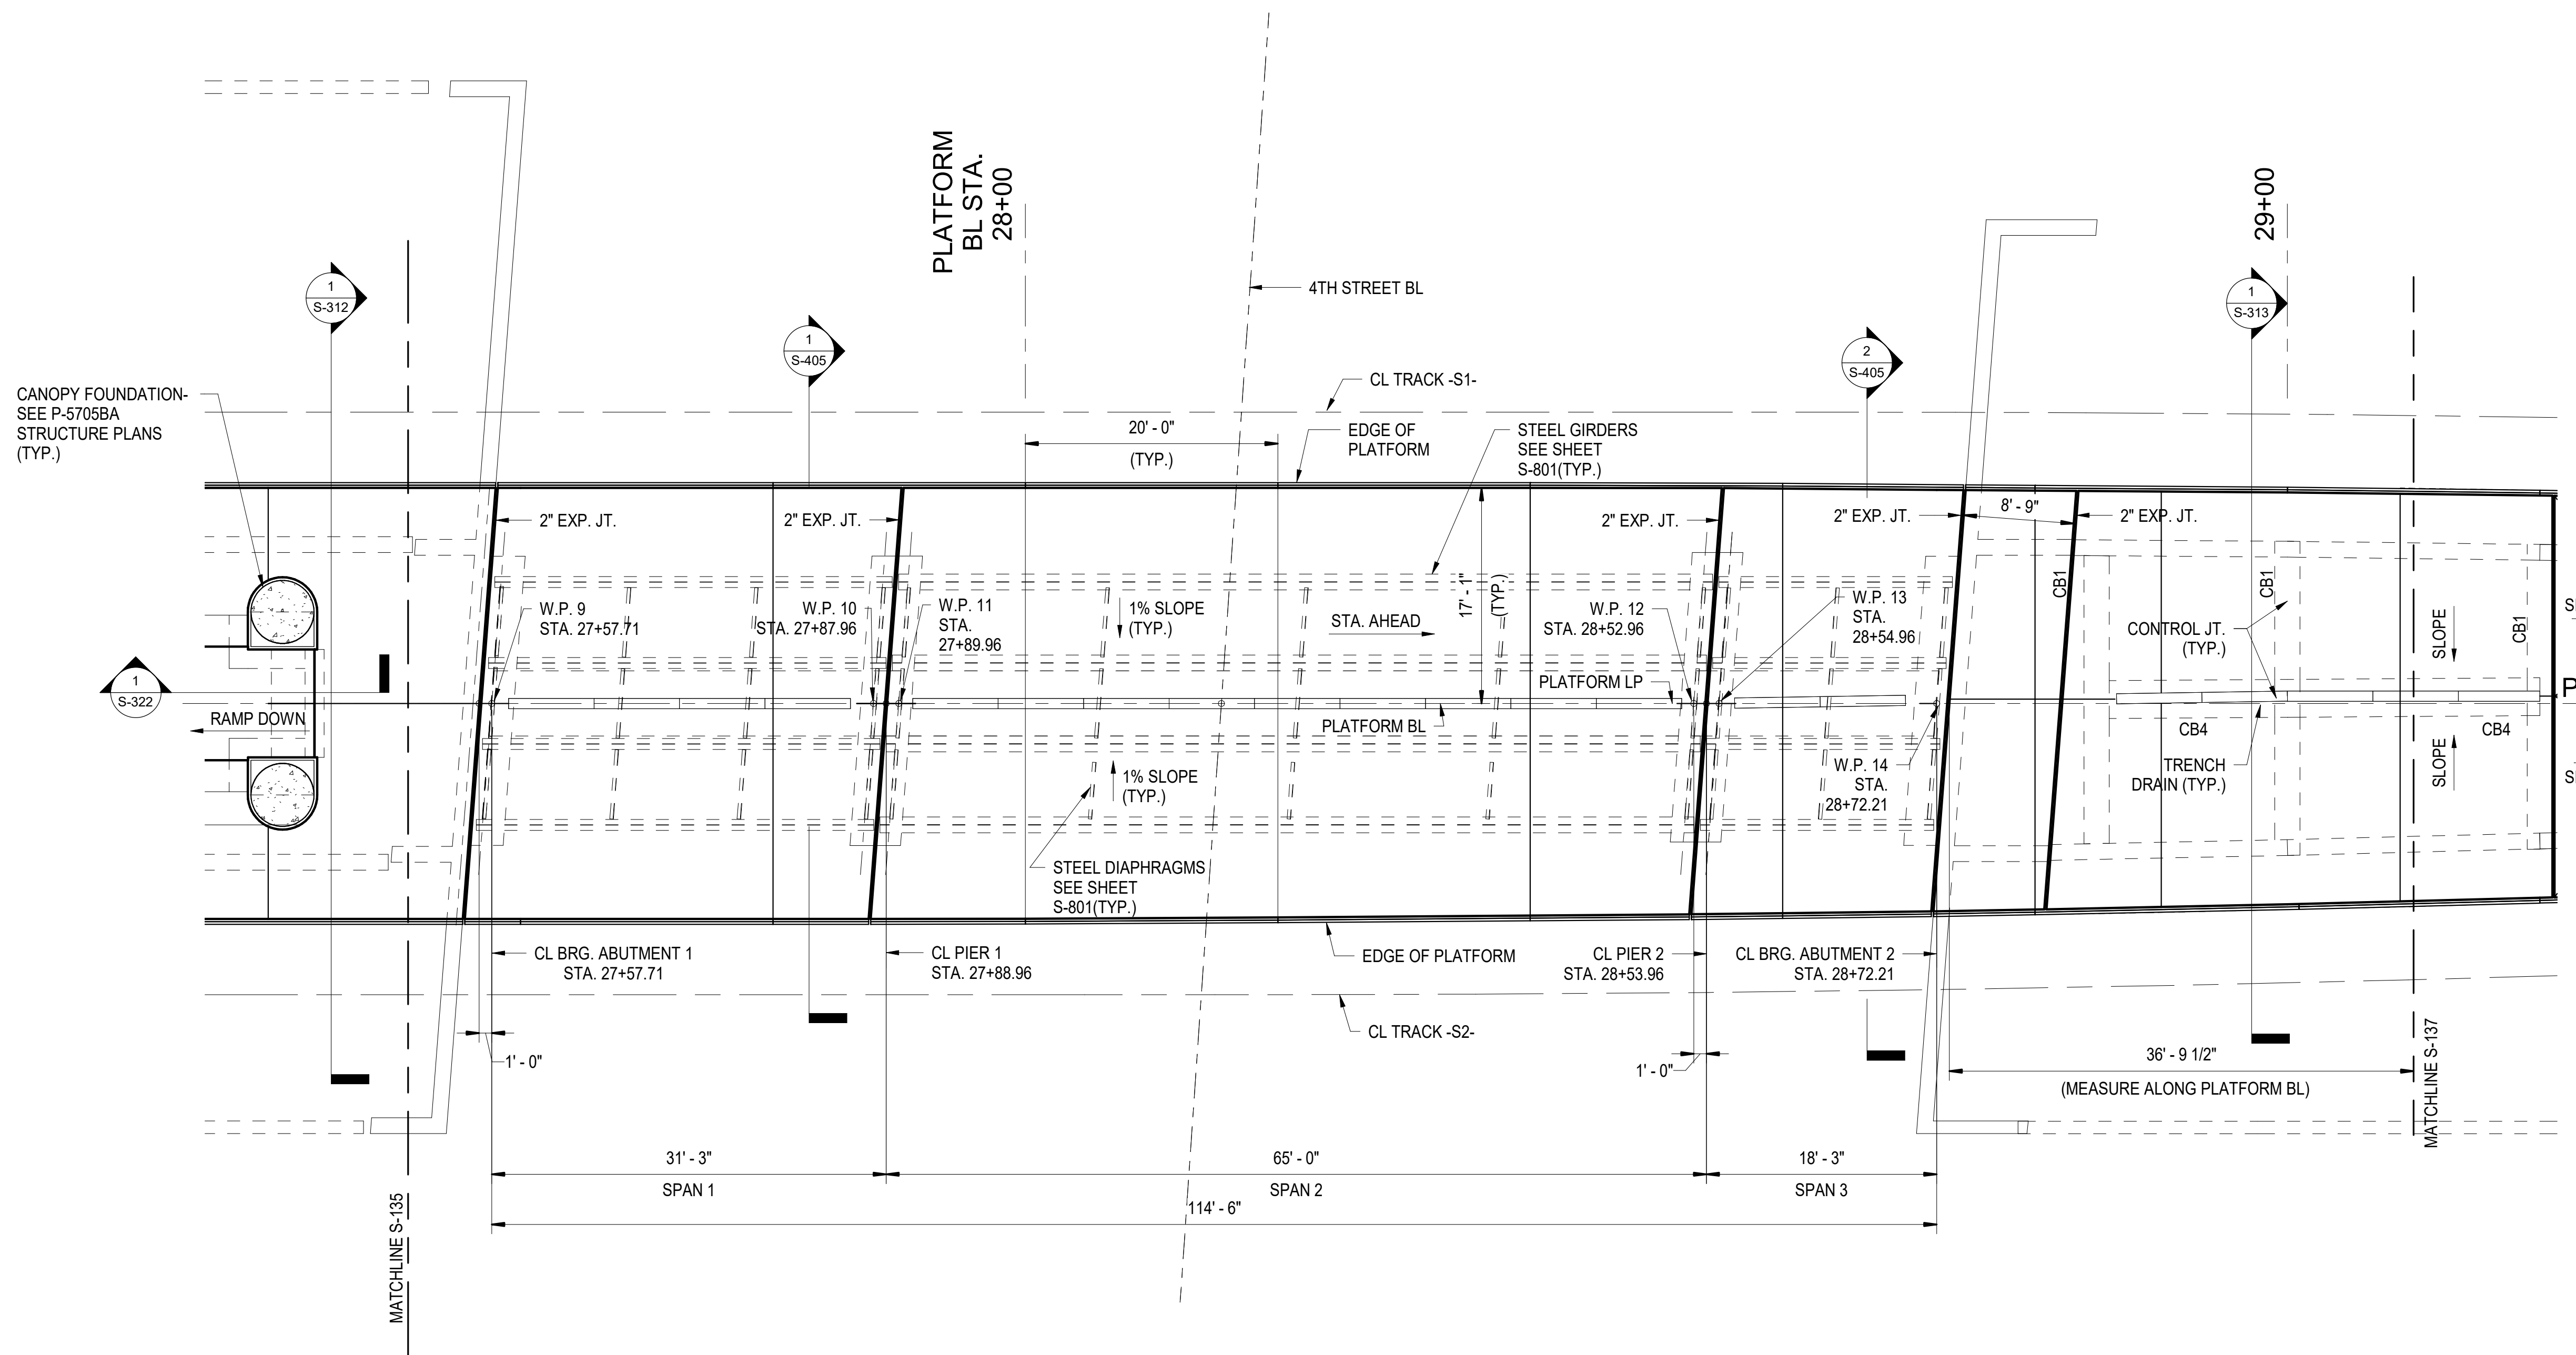 PLATFORM
BL STA.
28+00
29+00
1
S-312
1
S-405
4TH STREET BL
2
S-405
1
S-313
CANOPY FOUNDATION-
SEE P-5705BA
STRUCTURE PLANS
(TYP.)
CL TRACK -S1-
20' - 0"
(TYP.)
EDGE OF
PLATFORM
STEEL GIRDERS
SEE SHEET
S-801(TYP.)
2" EXP. JT.
2" EXP. JT.
2" EXP. JT.
2" EXP. JT.
8' - 9"
2" EXP. JT.
17' - 1"
(TYP.)
W.P. 9
STA. 27+57.71
W.P. 10
STA. 27+87.96
W.P. 11
STA.
27+89.96
1% SLOPE
(TYP.)
STA. AHEAD
W.P. 12
STA. 28+52.96
W.P. 13
STA.
28+54.96
CB1
CB1
CONTROL JT.
(TYP.)
SLOPE
CB1
1
S-322
RAMP DOWN
PLATFORM LP
PLATFORM BL
CB4
CB4
1% SLOPE
(TYP.)
W.P. 14
STA.
28+72.21
TRENCH
DRAIN (TYP.)
SLOPE
STEEL DIAPHRAGMS
SEE SHEET
S-801(TYP.)
CL BRG. ABUTMENT 1
STA. 27+57.71
CL PIER 1
STA. 27+88.96
EDGE OF PLATFORM
CL PIER 2
STA. 28+53.96
CL BRG. ABUTMENT 2
STA. 28+72.21
CL TRACK -S2-
1' - 0"
1' - 0"
36' - 9 1/2"
(MEASURE ALONG PLATFORM BL)
MATCHLINE S-137
31' - 3"
SPAN 1
65' - 0"
SPAN 2
18' - 3"
SPAN 3
114' - 6"
MATCHLINE S-135